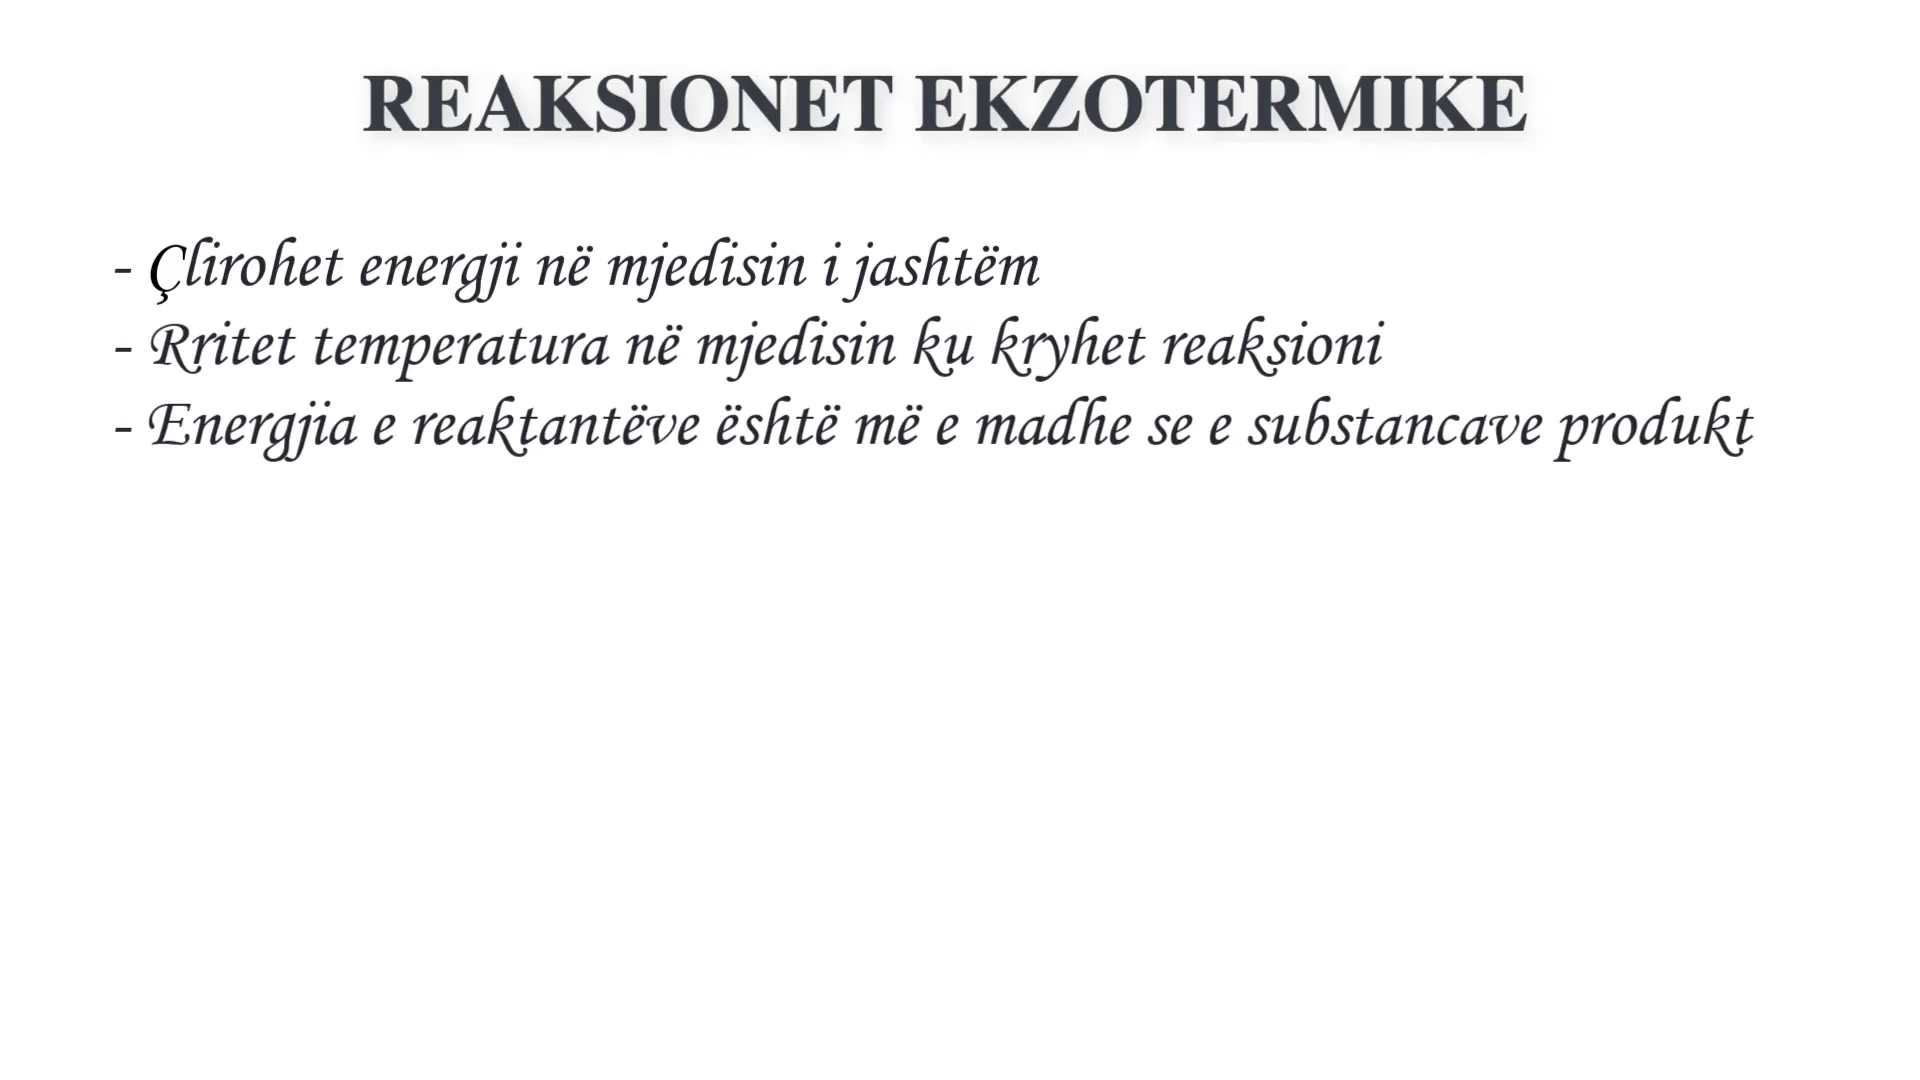 REAKSIONET EKZOTERMIKE
- Çlirohet energji në mjedisin i jashtëm
- Rritet temperatura në mjedisin ku kryhet reaksioni
- Energjia e reaktantëve është më e madhe se e substancave produkt